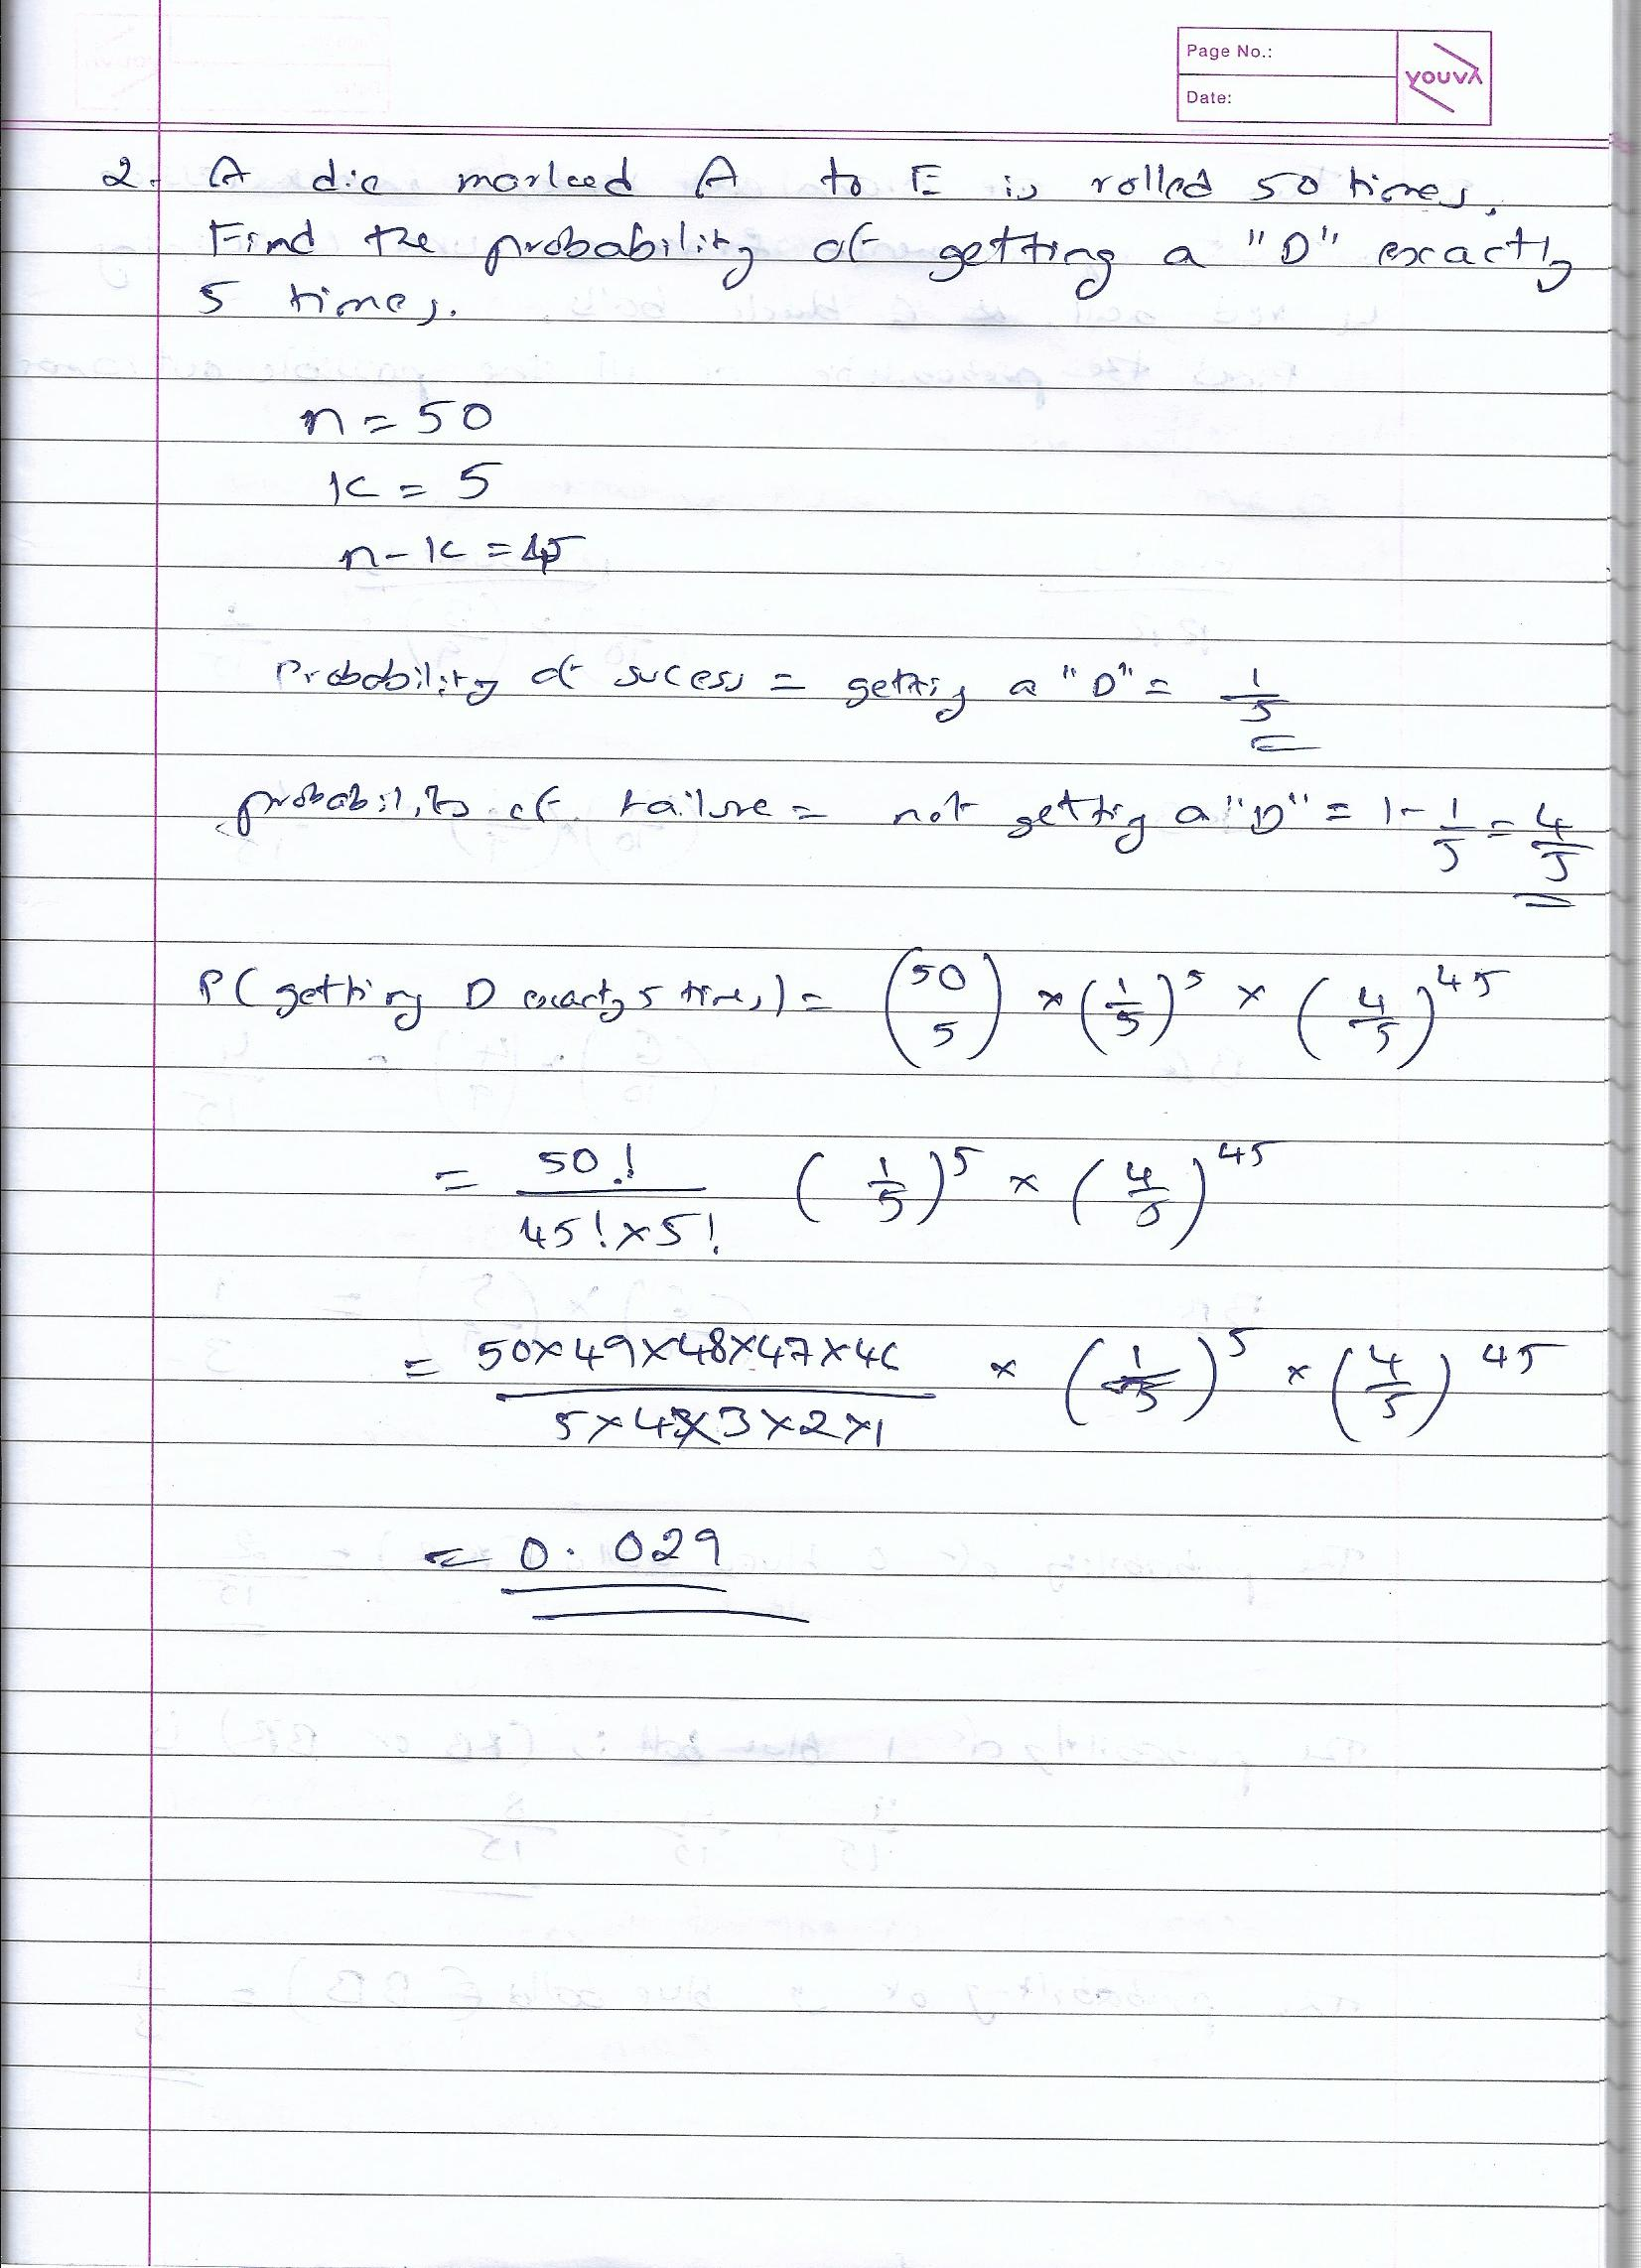 Page No.:
youva
Date:
2. A die marked A to E is rolled 50 times.
Find the probability of getting a "D" exactly
5 times.
n = 50
k = 5
n - k = 45
Probability of sucess = getting a "D" = 1/5
probability of failure = not getting a "D" = 1 - 1/5 = 4/5
P(getting D exactly 5 times) = (50 5) × (1/5)^5 × (4/5)^45
= 50! / 45! × 5! (1/5)^5 × (4/5)^45
= 50×49×48×47×46 / 5×4×3×2×1 × (1/5)^5 × (4/5)^45
= 0.029